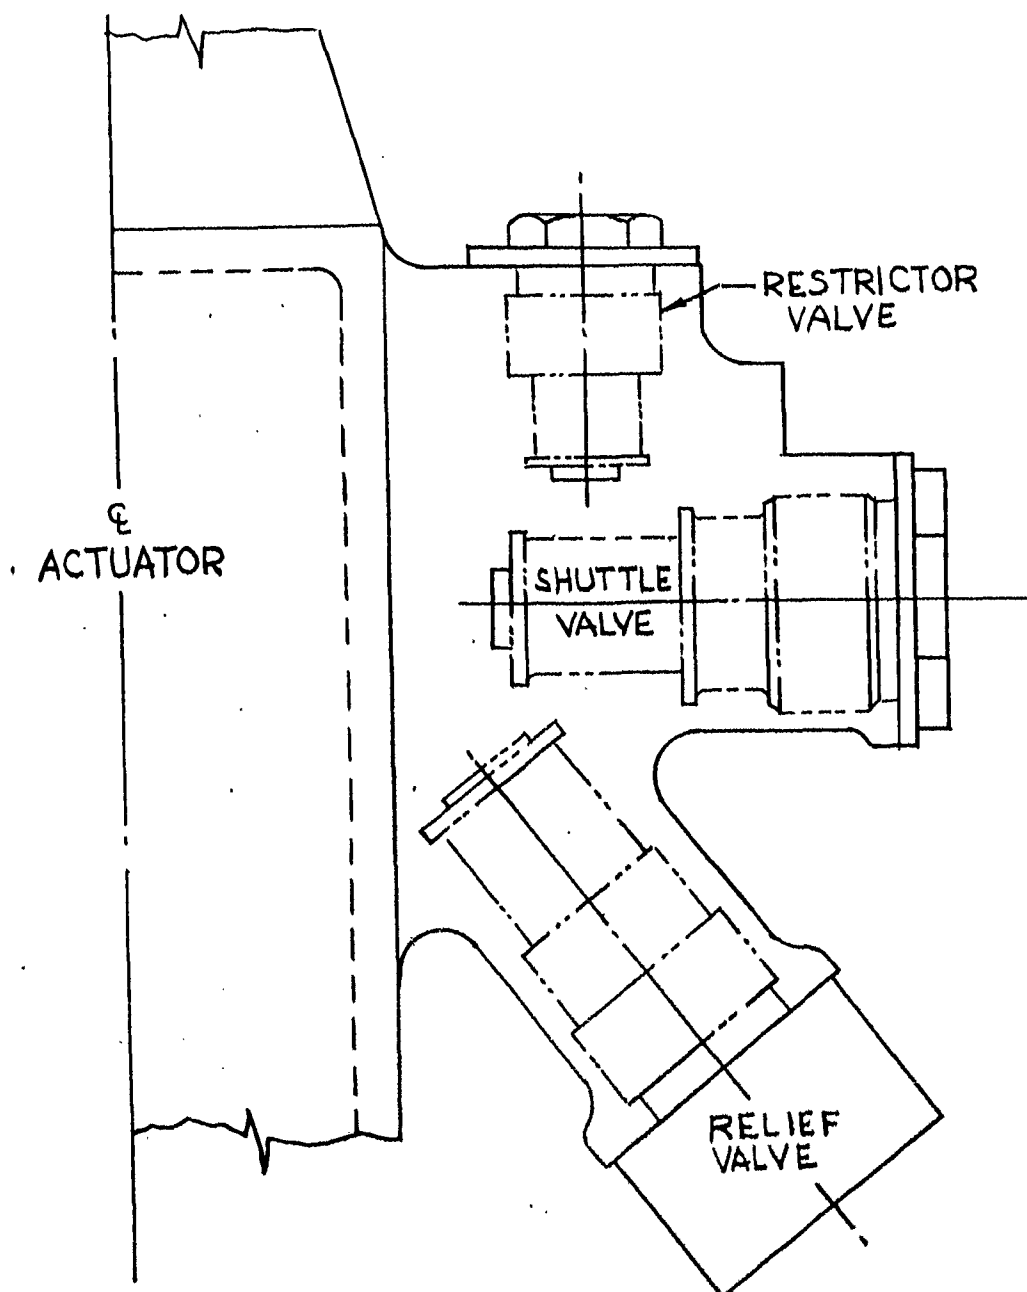 RESTRICTOR
VALVE
℄
ACTUATOR
SHUTTLE
VALVE
RELIEF
VALVE